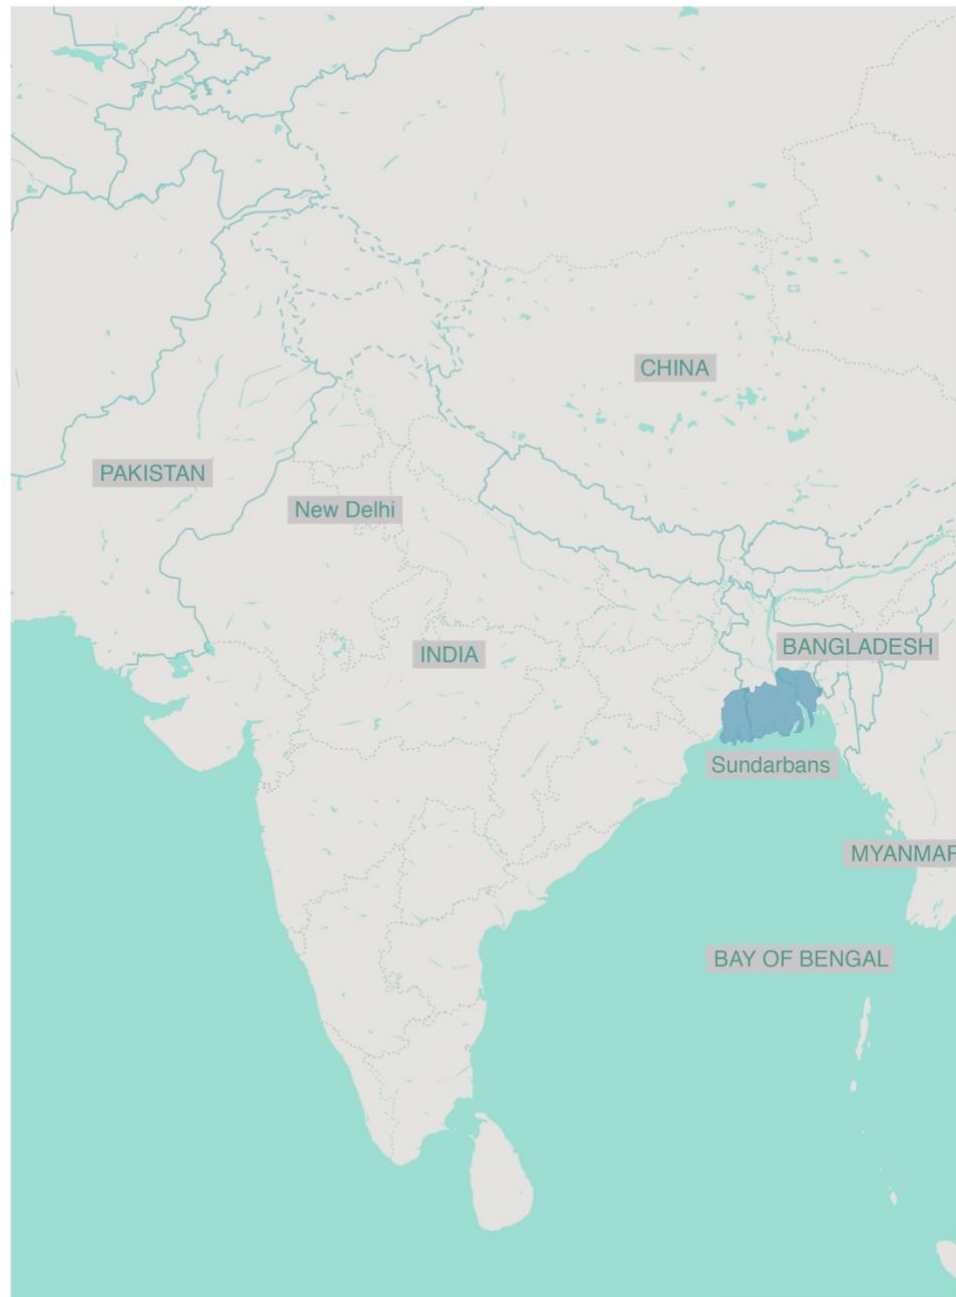 CHINA
PAKISTAN
New Delhi
BANGLADESH
INDIA
Sundarbans
MYANMAR
BAY OF BENGAL